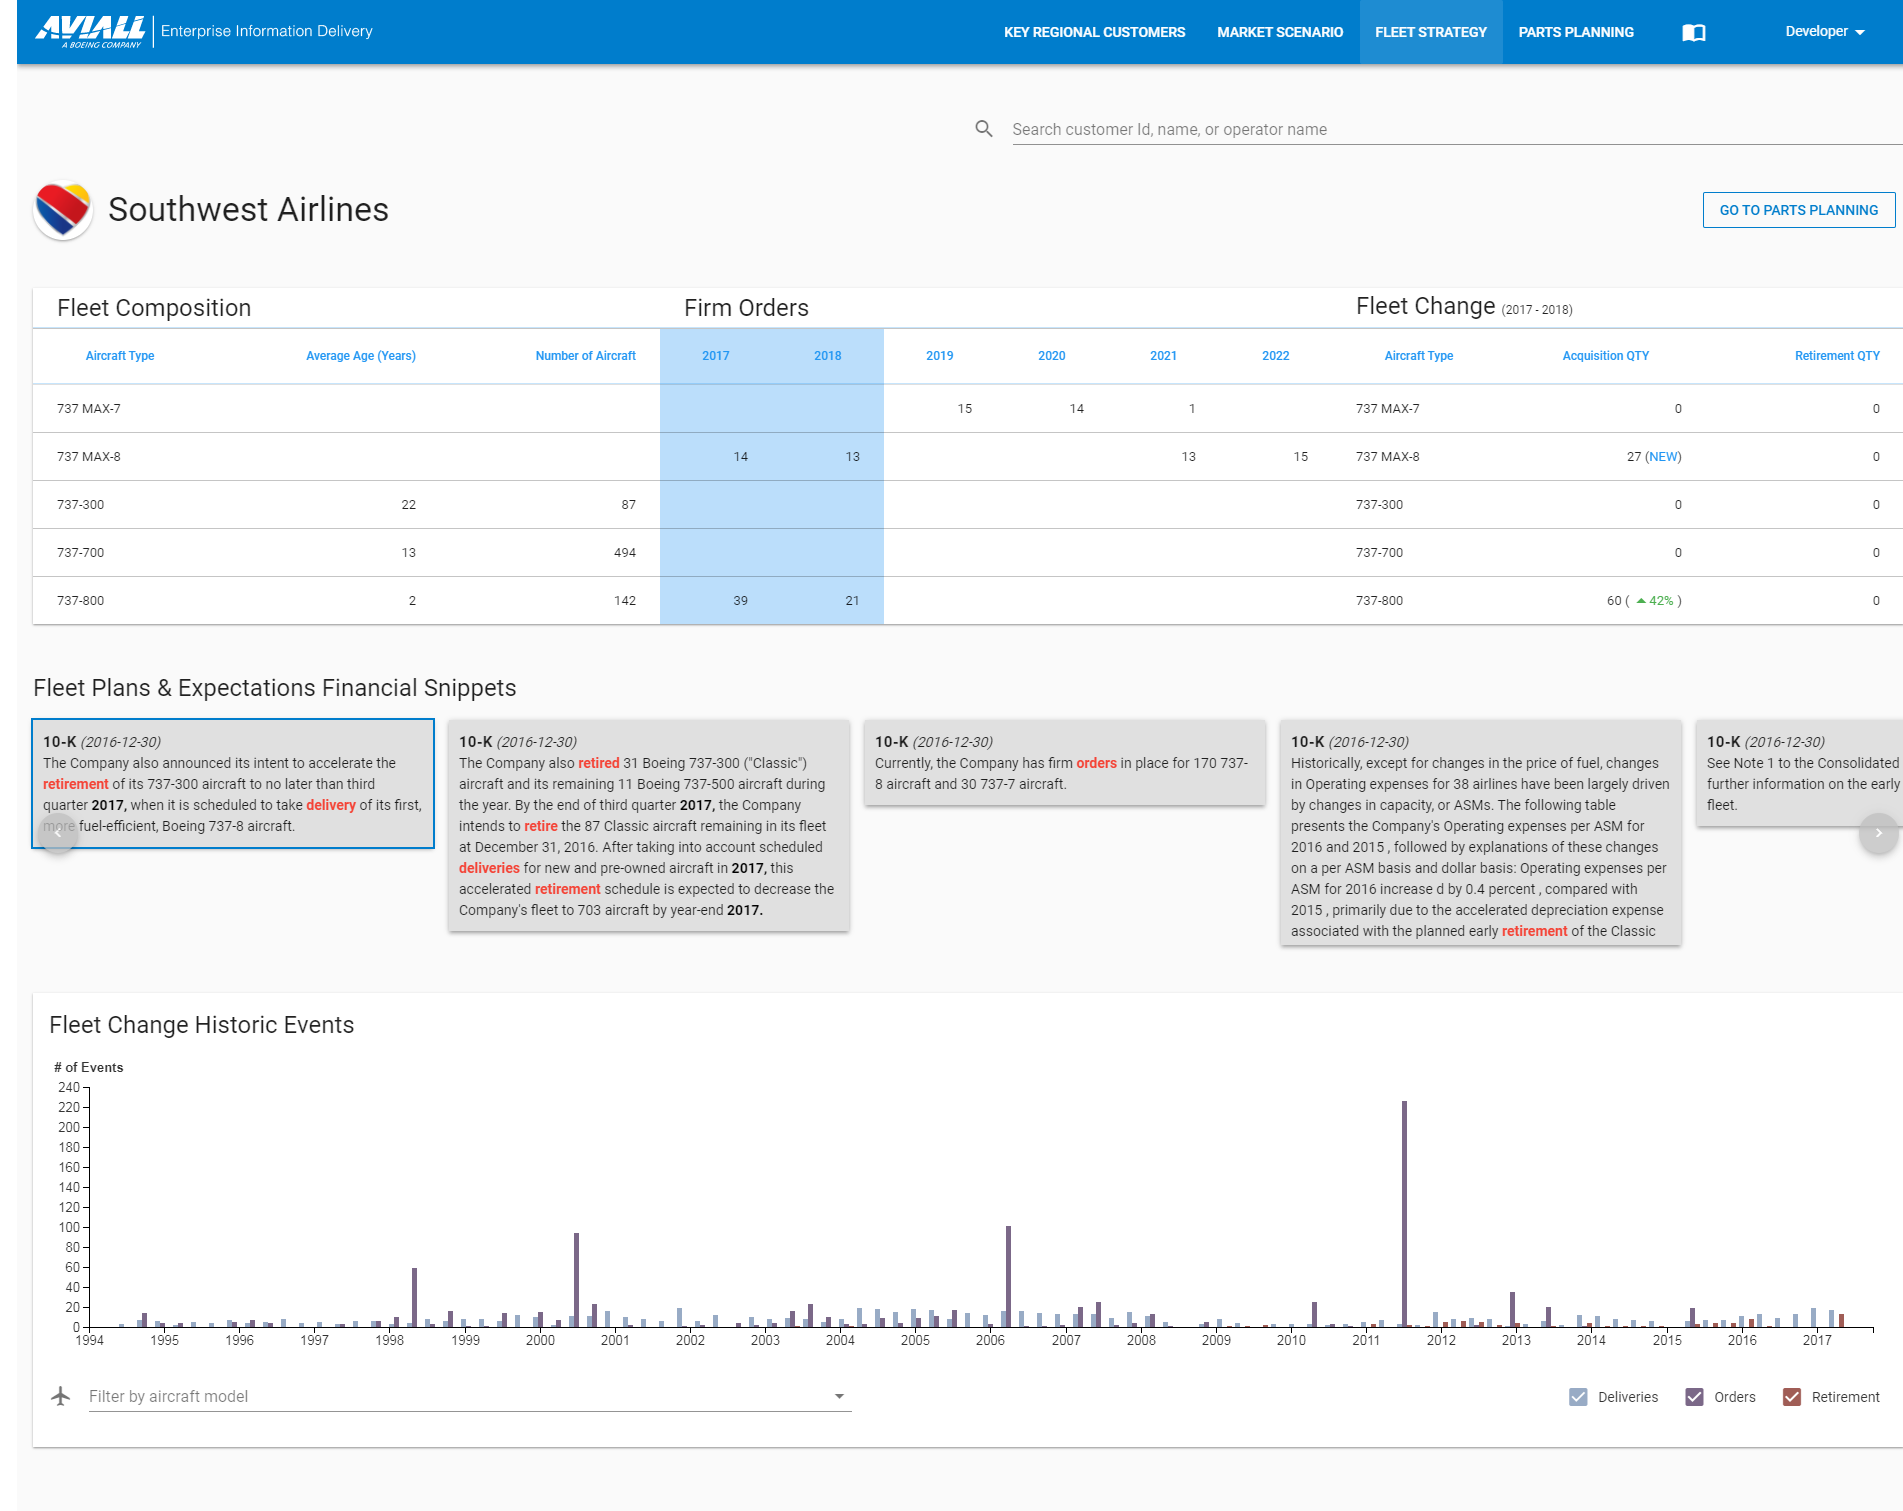 AVIALL
A BOEING COMPANY
Enterprise Information Delivery
KEY REGIONAL CUSTOMERS
MARKET SCENARIO
FLEET STRATEGY
PARTS PLANNING
Developer
Search customer Id, name, or operator name
Southwest Airlines
GO TO PARTS PLANNING
Fleet Composition Firm Orders Fleet Change (2017 - 2018)
Aircraft Type Average Age (Years) Number of Aircraft 2017 2018 2019 2020 2021 2022 Aircraft Type Acquisition QTY Retirement QTY
737 MAX-7 15 14 1 737 MAX-7 0 0
737 MAX-8 14 13 13 15 737 MAX-8 27 (NEW) 0
737-300 22 87 737-300 0 0
737-700 13 494 737-700 0 0
737-800 2 142 39 21 737-800 60 ( 42% ) 0
Fleet Plans & Expectations Financial Snippets
10-K (2016-12-30)
The Company also announced its intent to accelerate the
retirement of its 737-300 aircraft to no later than third
quarter 2017, when it is scheduled to take delivery of its first,
more fuel-efficient, Boeing 737-8 aircraft.
10-K (2016-12-30)
The Company also retired 31 Boeing 737-300 ("Classic")
aircraft and its remaining 11 Boeing 737-500 aircraft during
the year. By the end of third quarter 2017, the Company
intends to retire the 87 Classic aircraft remaining in its fleet
at December 31, 2016. After taking into account scheduled
deliveries for new and pre-owned aircraft in 2017, this
accelerated retirement schedule is expected to decrease the
Company's fleet to 703 aircraft by year-end 2017.
10-K (2016-12-30)
Currently, the Company has firm orders in place for 170 737-
8 aircraft and 30 737-7 aircraft.
10-K (2016-12-30)
Historically, except for changes in the price of fuel, changes
in Operating expenses for 38 airlines have been largely driven
by changes in capacity, or ASMs. The following table
presents the Company's Operating expenses per ASM for
2016 and 2015 , followed by explanations of these changes
on a per ASM basis and dollar basis: Operating expenses per
ASM for 2016 increase d by 0.4 percent , compared with
2015 , primarily due to the accelerated depreciation expense
associated with the planned early retirement of the Classic
10-K (2016-12-30)
See Note 1 to the Consolidated
further information on the early
fleet.
Fleet Change Historic Events
# of Events
240
220
200
180
160
140
120
100
80
60
40
20
0
1994 1995 1996 1997 1998 1999 2000 2001 2002 2003 2004 2005 2006 2007 2008 2009 2010 2011 2012 2013 2014 2015 2016 2017
Filter by aircraft model
Deliveries
Orders
Retirement